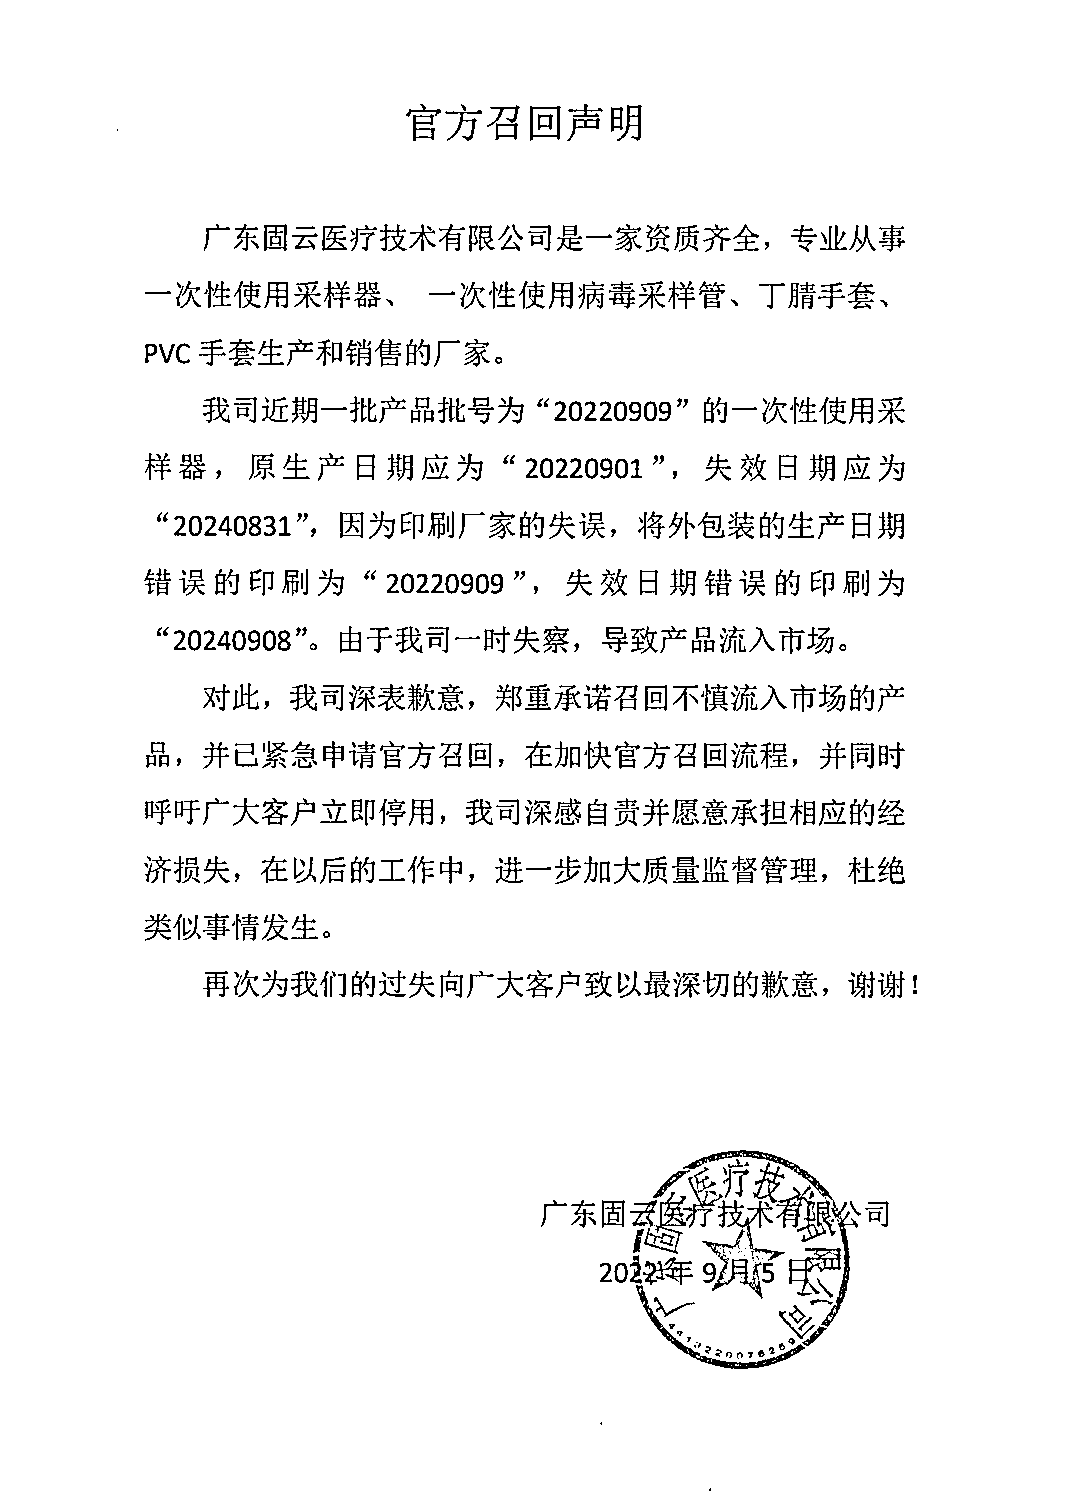 官方召回声明
广东固云医疗技术有限公司是一家资质齐全，专业从事
一次性使用采样器、 一次性使用病毒采样管、丁腈手套、
PVC 手套生产和销售的厂家。
我司近期一批产品批号为“20220909”的一次性使用采
样器，原生产日期应为“20220901”，失效日期应为
“20240831”，因为印刷厂家的失误，将外包装的生产日期
错误的印刷为“20220909”，失效日期错误的印刷为
“20240908”。由于我司一时失察，导致产品流入市场。
对此，我司深表歉意，郑重承诺召回不慎流入市场的产
品，并已紧急申请官方召回，在加快官方召回流程，并同时
呼吁广大客户立即停用，我司深感自责并愿意承担相应的经
济损失，在以后的工作中，进一步加大质量监督管理，杜绝
类似事情发生。
再次为我们的过失向广大客户致以最深切的歉意，谢谢！
广东固云医疗技术有限公司
2022 年 9 月 5 日
广东固云医疗技术有限公司